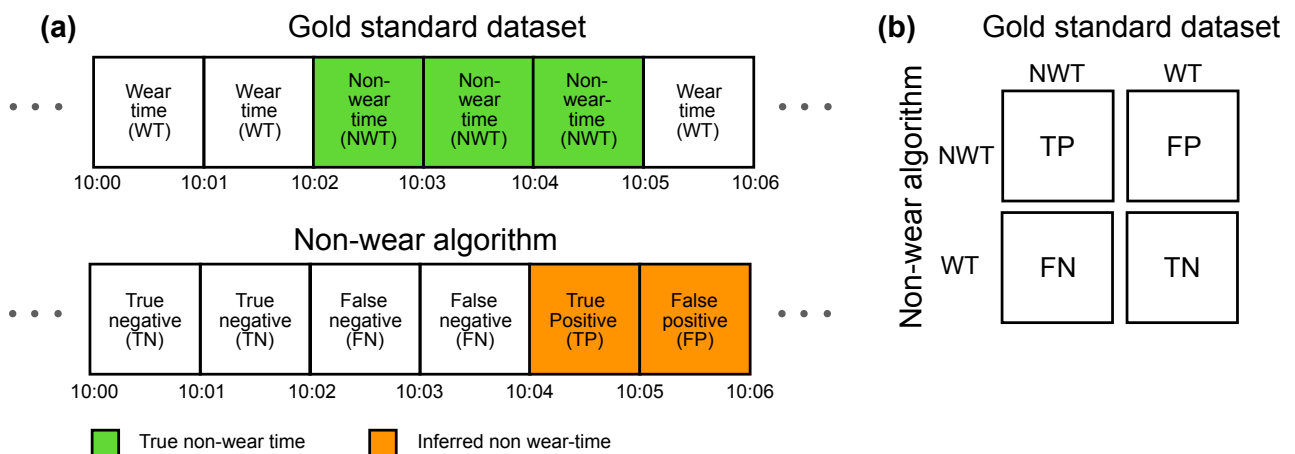 (a)
Gold standard dataset
Wear
time
(WT)
Wear
time
(WT)
Non-
wear
time
(NWT)
Non-
wear
time
(NWT)
Non-
wear-
time
(NWT)
Wear
time
(WT)
10:00 10:01 10:02 10:03 10:04 10:05 10:06
Non-wear algorithm
True
negative
(TN)
True
negative
(TN)
False
negative
(FN)
False
negative
(FN)
True
Positive
(TP)
False
positive
(FP)
10:00 10:01 10:02 10:03 10:04 10:05 10:06
True non-wear time
Inferred non wear-time
(b)
Gold standard dataset
NWT WT
Non-wear algorithm
NWT TP FP
WT FN TN